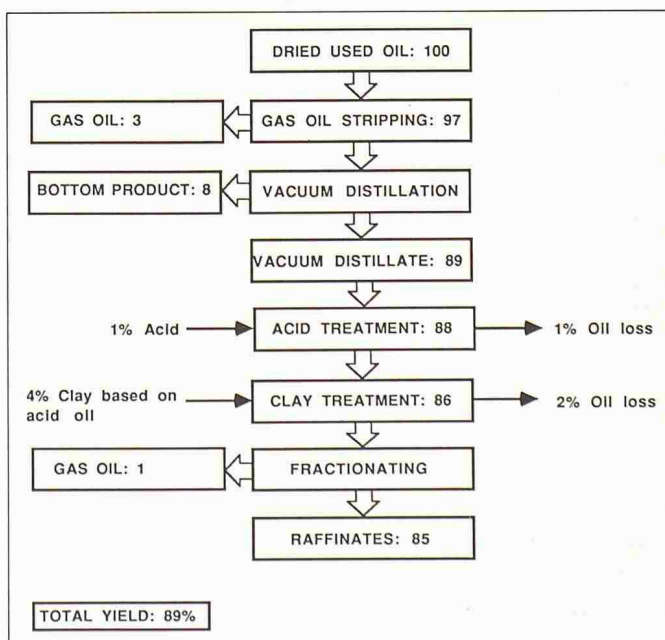 DRIED USED OIL: 100
GAS OIL: 3
GAS OIL STRIPPING: 97
BOTTOM PRODUCT: 8
VACUUM DISTILLATION
VACUUM DISTILLATE: 89
1% Acid
ACID TREATMENT: 88
1% Oil loss
4% Clay based on
acid oil
CLAY TREATMENT: 86
2% Oil loss
GAS OIL: 1
FRACTIONATING
RAFFINATES: 85
TOTAL YIELD: 89%